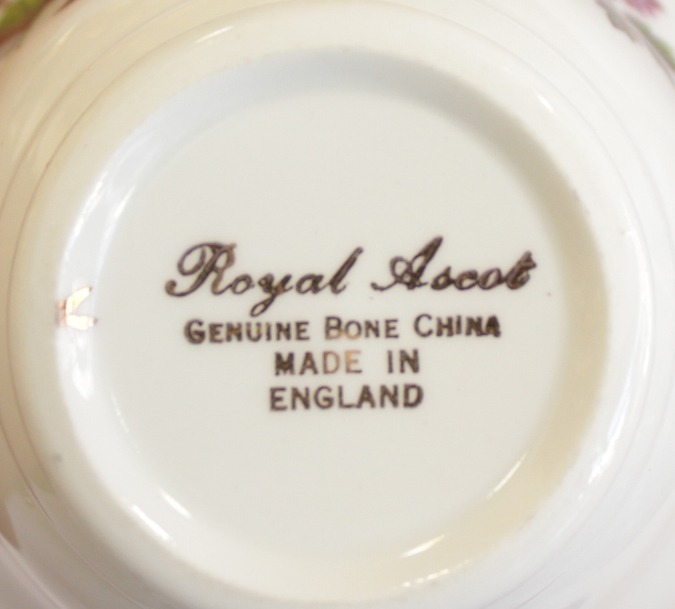 Royal Ascot
GENUINE BONE CHINA
MADE IN
ENGLAND